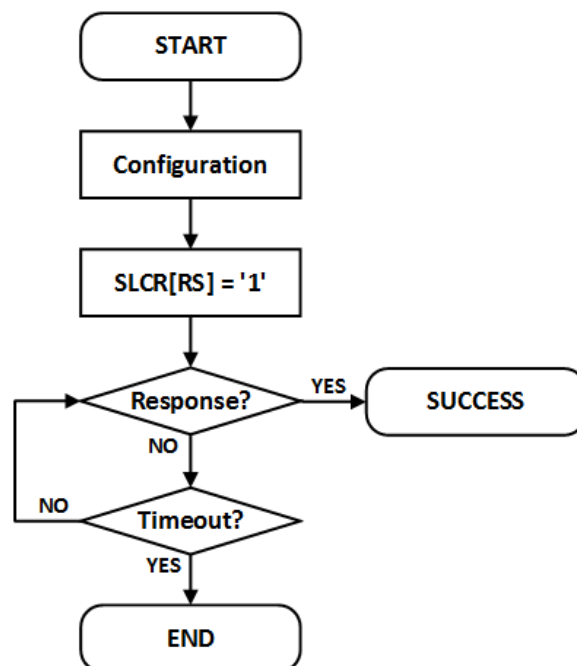 START
Configuration
SLCR[RS] = '1'
Response?
YES
SUCCESS
NO
NO
Timeout?
YES
END